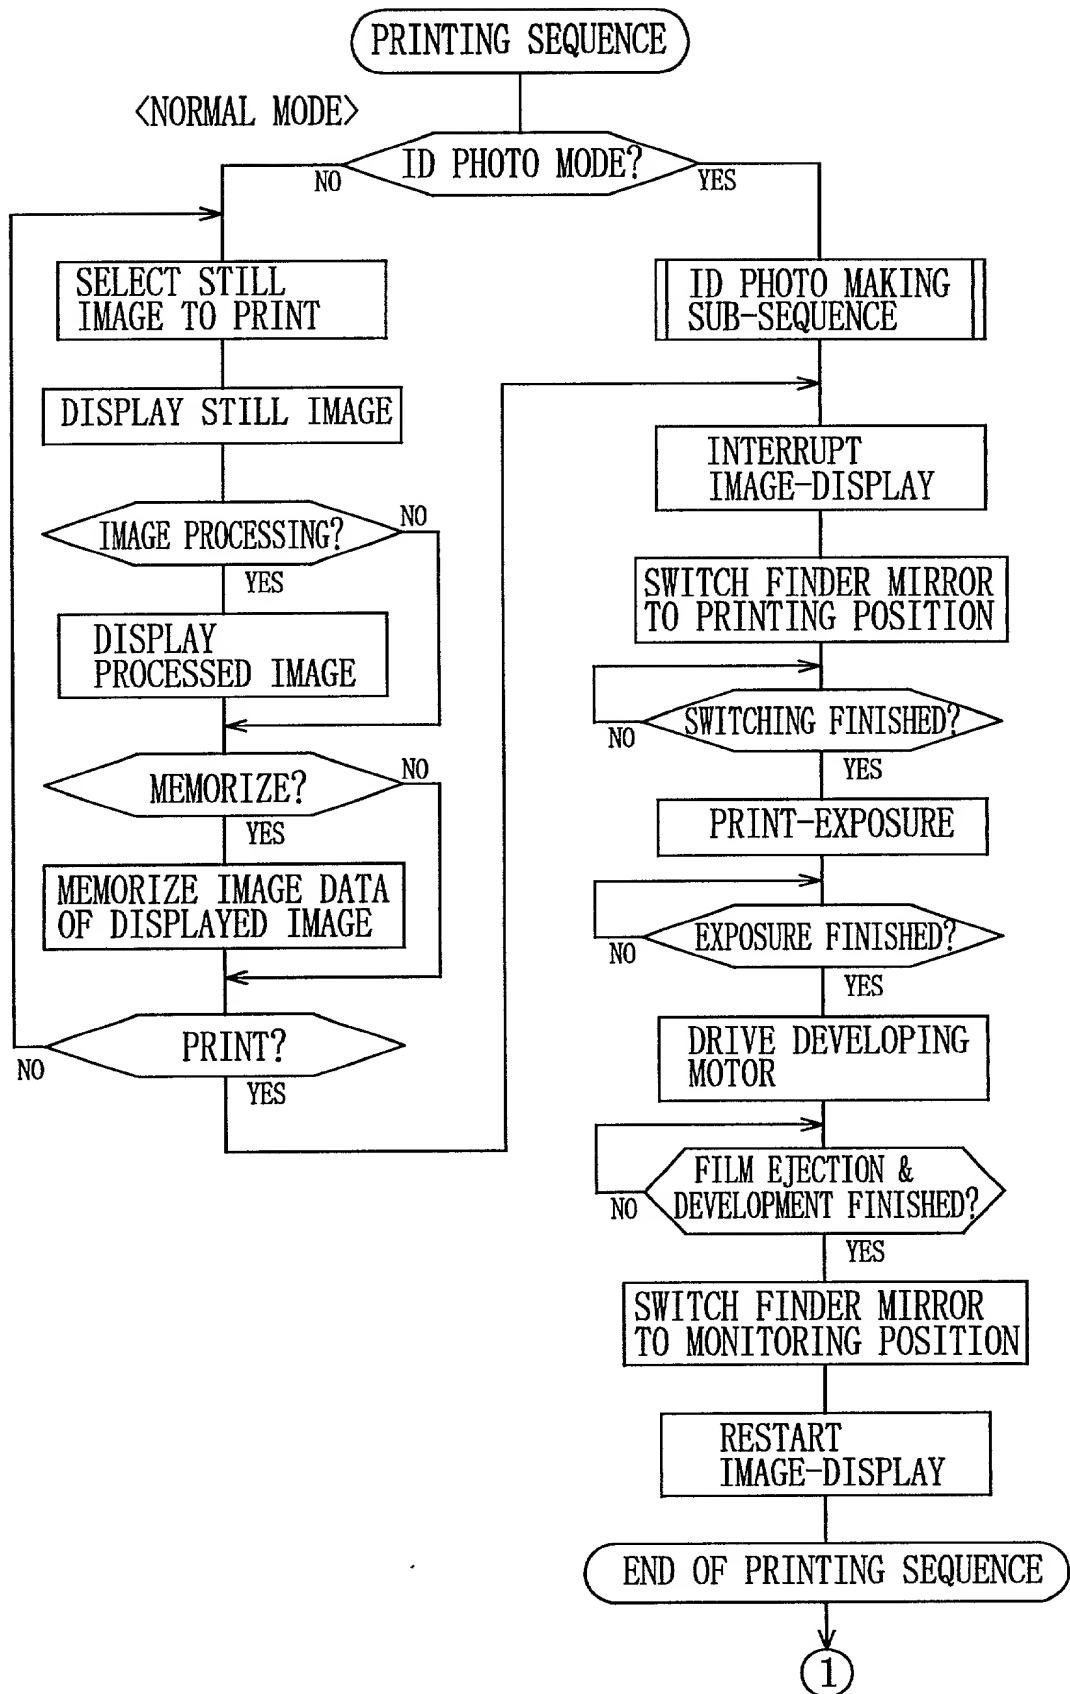 PRINTING SEQUENCE
<NORMAL MODE>
ID PHOTO MODE?
NO
YES
SELECT STILL
IMAGE TO PRINT
DISPLAY STILL IMAGE
IMAGE PROCESSING?
NO
YES
DISPLAY
PROCESSED IMAGE
MEMORIZE?
NO
YES
MEMORIZE IMAGE DATA
OF DISPLAYED IMAGE
PRINT?
NO
YES
ID PHOTO MAKING
SUB-SEQUENCE
INTERRUPT
IMAGE-DISPLAY
SWITCH FINDER MIRROR
TO PRINTING POSITION
SWITCHING FINISHED?
NO
YES
PRINT-EXPOSURE
EXPOSURE FINISHED?
NO
YES
DRIVE DEVELOPING
MOTOR
FILM EJECTION &
DEVELOPMENT FINISHED?
NO
YES
SWITCH FINDER MIRROR
TO MONITORING POSITION
RESTART
IMAGE-DISPLAY
END OF PRINTING SEQUENCE
1